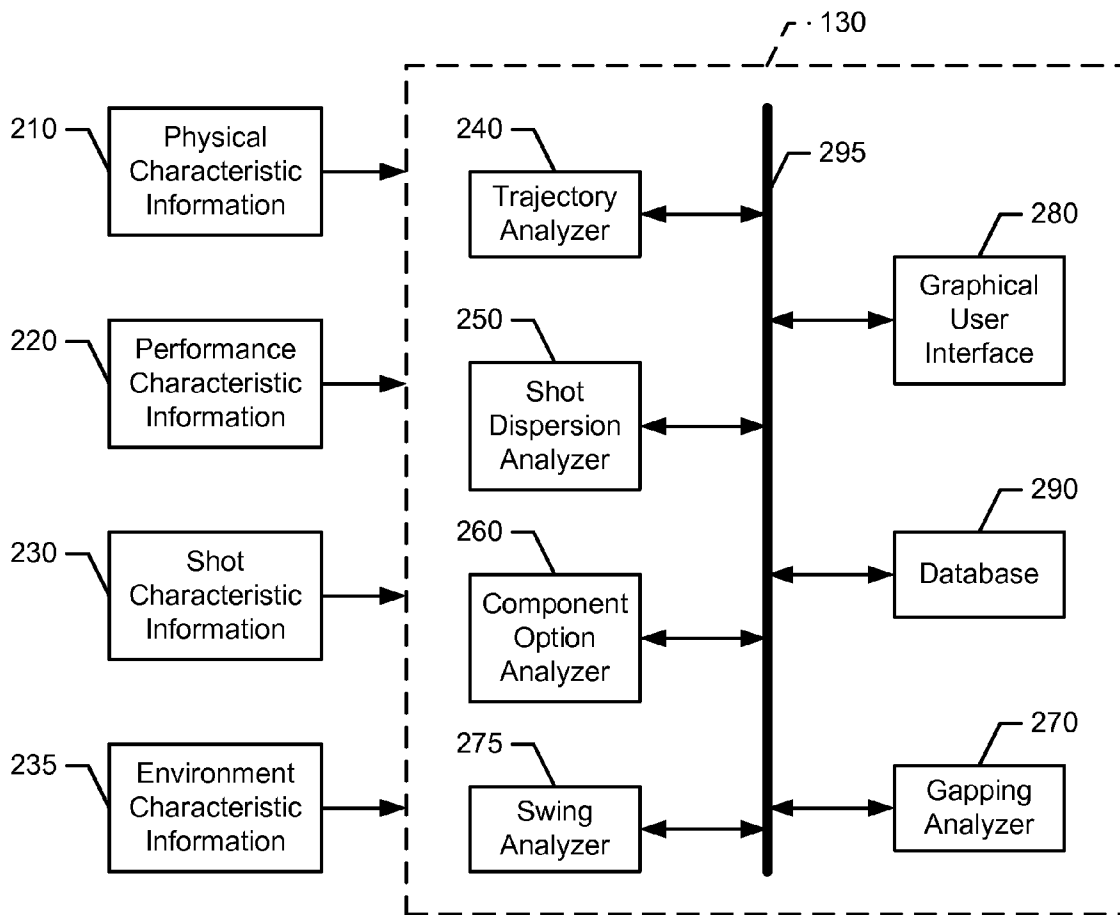 130
210
Physical
Characteristic
Information
240
Trajectory
Analyzer
295
280
Graphical
User
Interface
220
Performance
Characteristic
Information
250
Shot
Dispersion
Analyzer
290
Database
230
Shot
Characteristic
Information
260
Component
Option
Analyzer
235
Environment
Characteristic
Information
275
Swing
Analyzer
270
Gapping
Analyzer